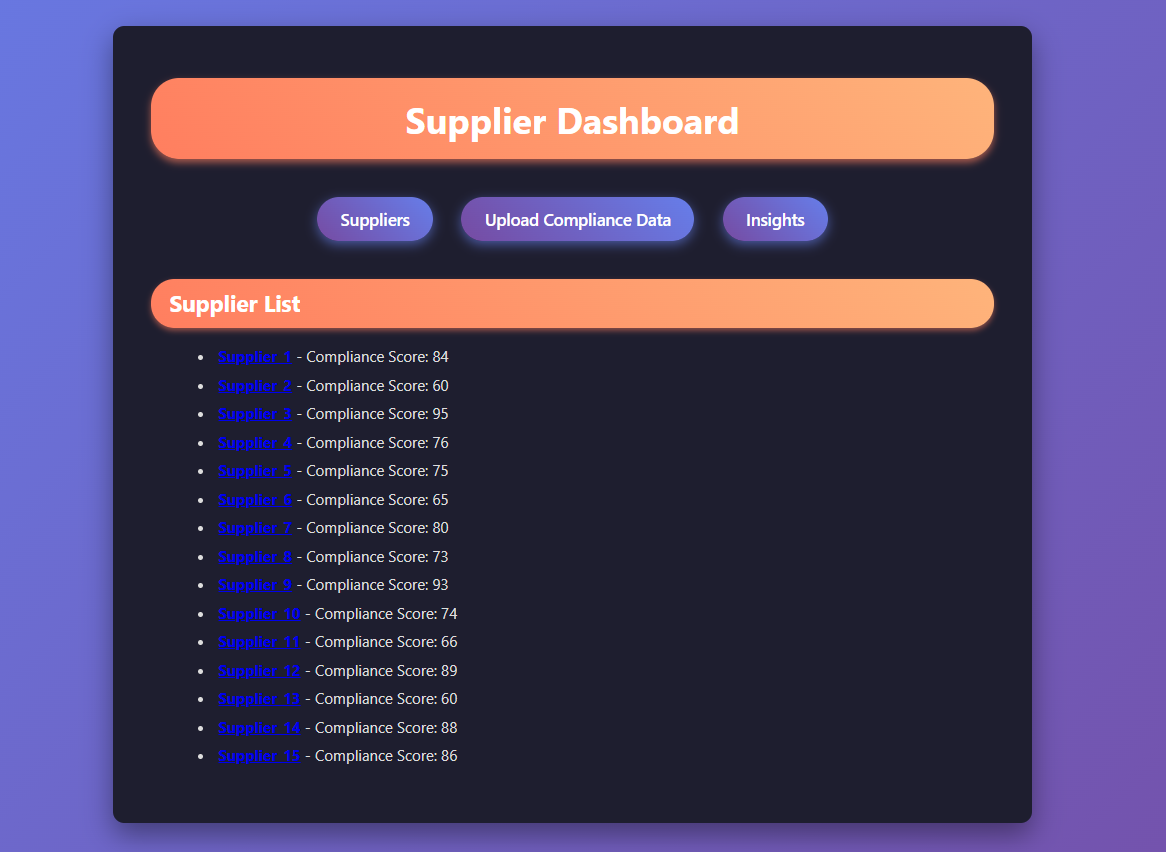 Supplier Dashboard
Suppliers
Upload Compliance Data
Insights
Supplier List
Supplier 1 - Compliance Score: 84
Supplier 2 - Compliance Score: 60
Supplier 3 - Compliance Score: 95
Supplier 4 - Compliance Score: 76
Supplier 5 - Compliance Score: 75
Supplier 6 - Compliance Score: 65
Supplier 7 - Compliance Score: 80
Supplier 8 - Compliance Score: 73
Supplier 9 - Compliance Score: 93
Supplier 10 - Compliance Score: 74
Supplier 11 - Compliance Score: 66
Supplier 12 - Compliance Score: 89
Supplier 13 - Compliance Score: 60
Supplier 14 - Compliance Score: 88
Supplier 15 - Compliance Score: 86